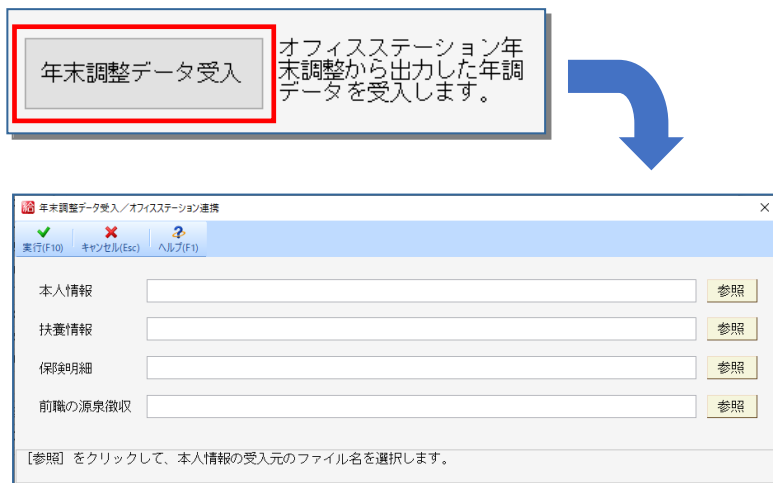 年末調整データ受入
オフィスステーション年
末調整から出力した年調
データを受入します。
給 年末調整データ受入／オフィスステーション連携
実行(F10) キャンセル(Esc) ヘルプ(F1)
本人情報 参照
扶養情報 参照
保険明細 参照
前職の源泉徴収 参照
[参照] をクリックして、本人情報の受入元のファイル名を選択します。